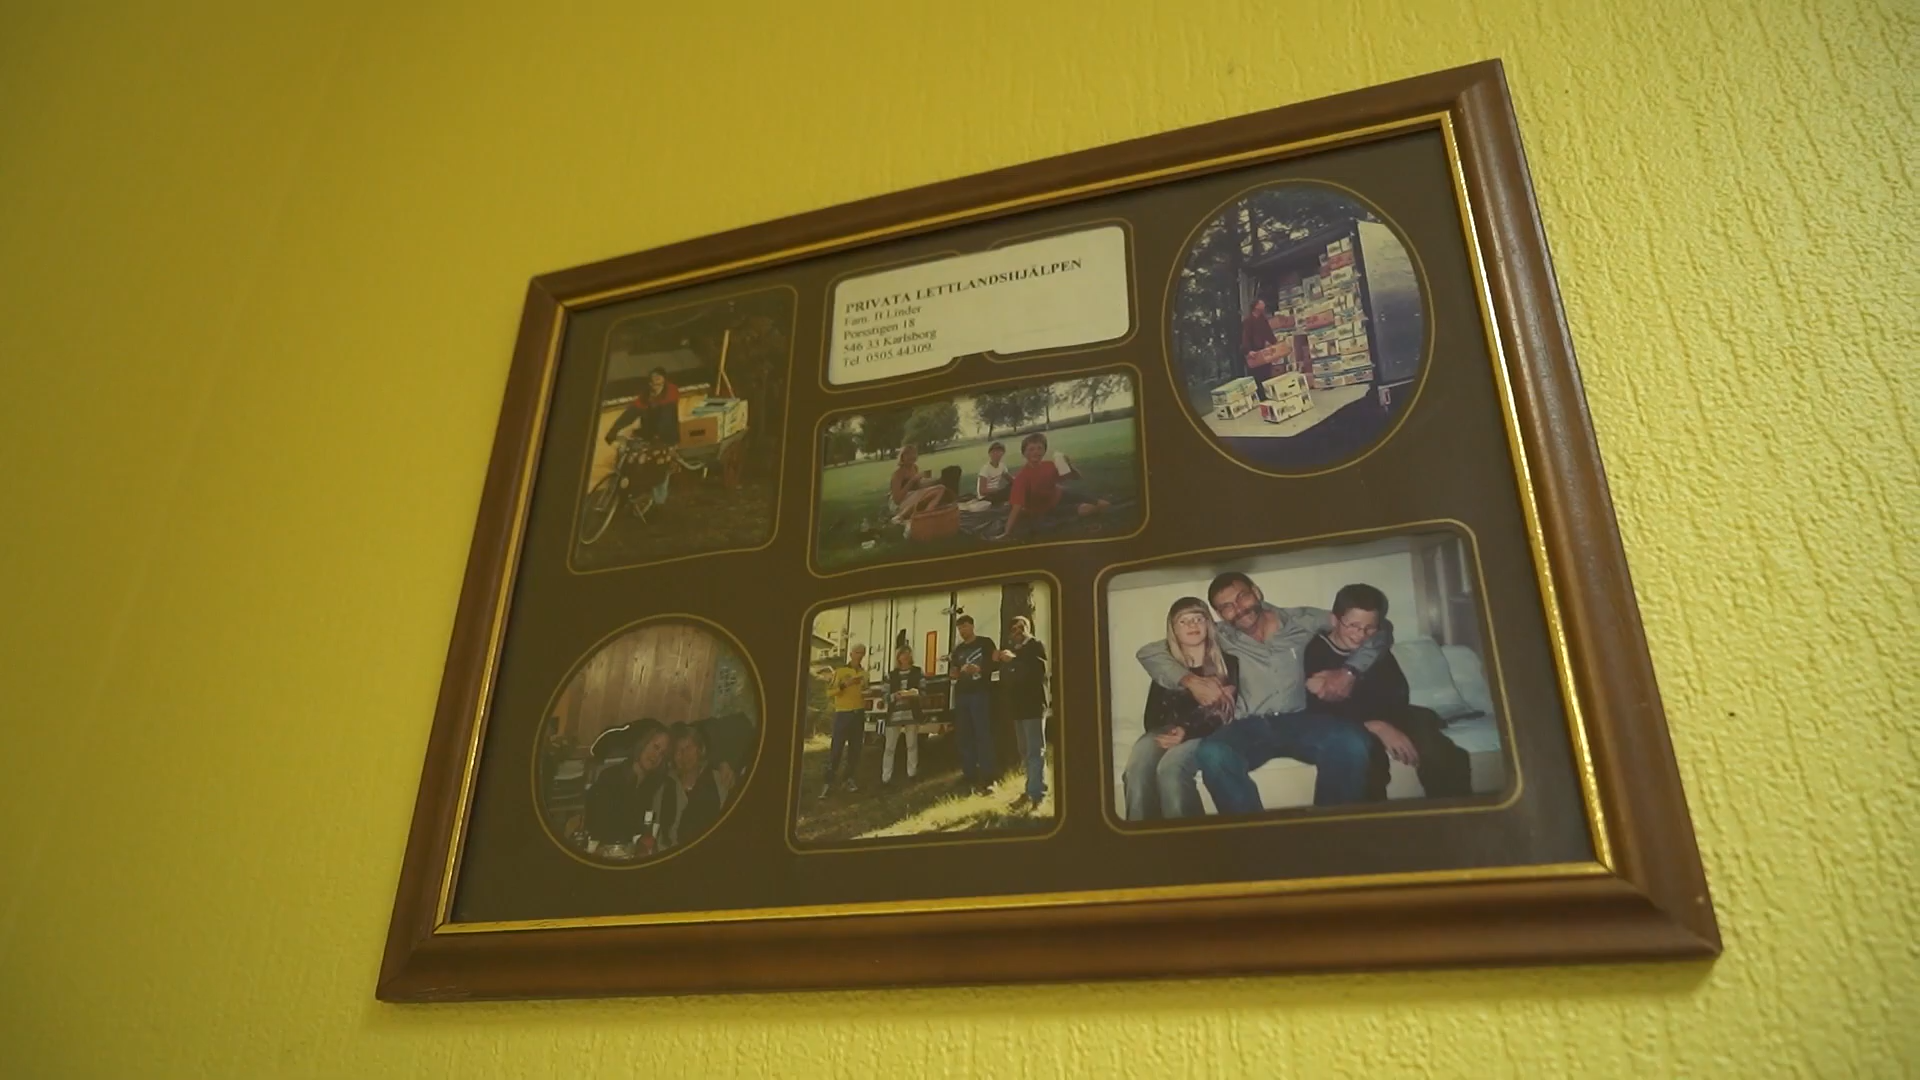 PRIVATA LETTLANDSHJÄLPEN
Fam. H Linder
Porsstigen 18
546 33 Karlsborg
Tel. 0505 44309.